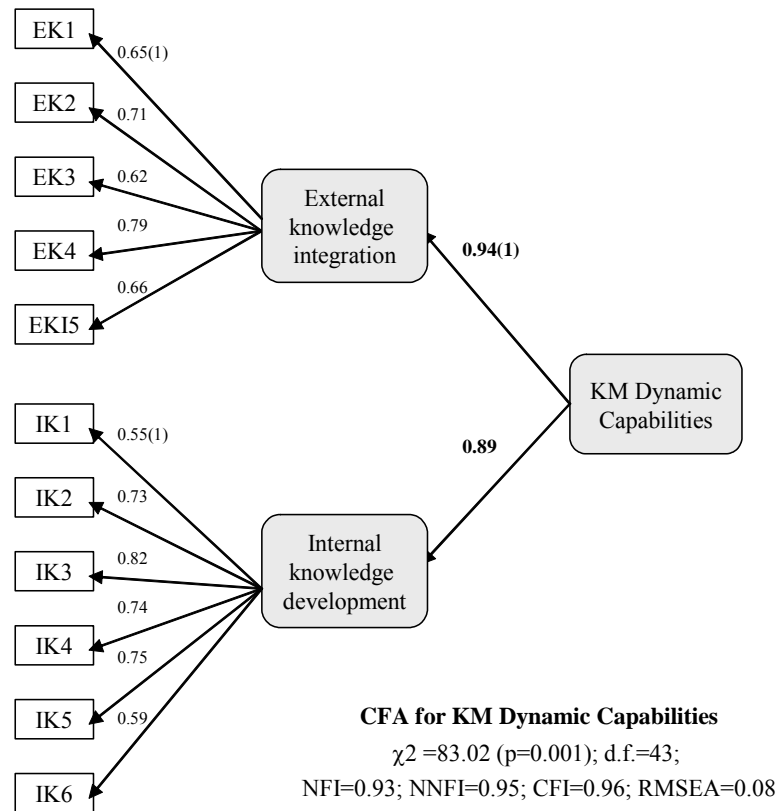 EK1
0.65(1)
EK2
0.71
EK3
0.62
EK4
0.79
EKI5
0.66
External
knowledge
integration
0.94(1)
KM Dynamic
Capabilities
0.89
IK1
0.55(1)
IK2
0.73
IK3
0.82
IK4
0.74
IK5
0.75
IK6
0.59
Internal
knowledge
development
CFA for KM Dynamic Capabilities
χ2 =83.02 (p=0.001); d.f.=43;
NFI=0.93; NNFI=0.95; CFI=0.96; RMSEA=0.08